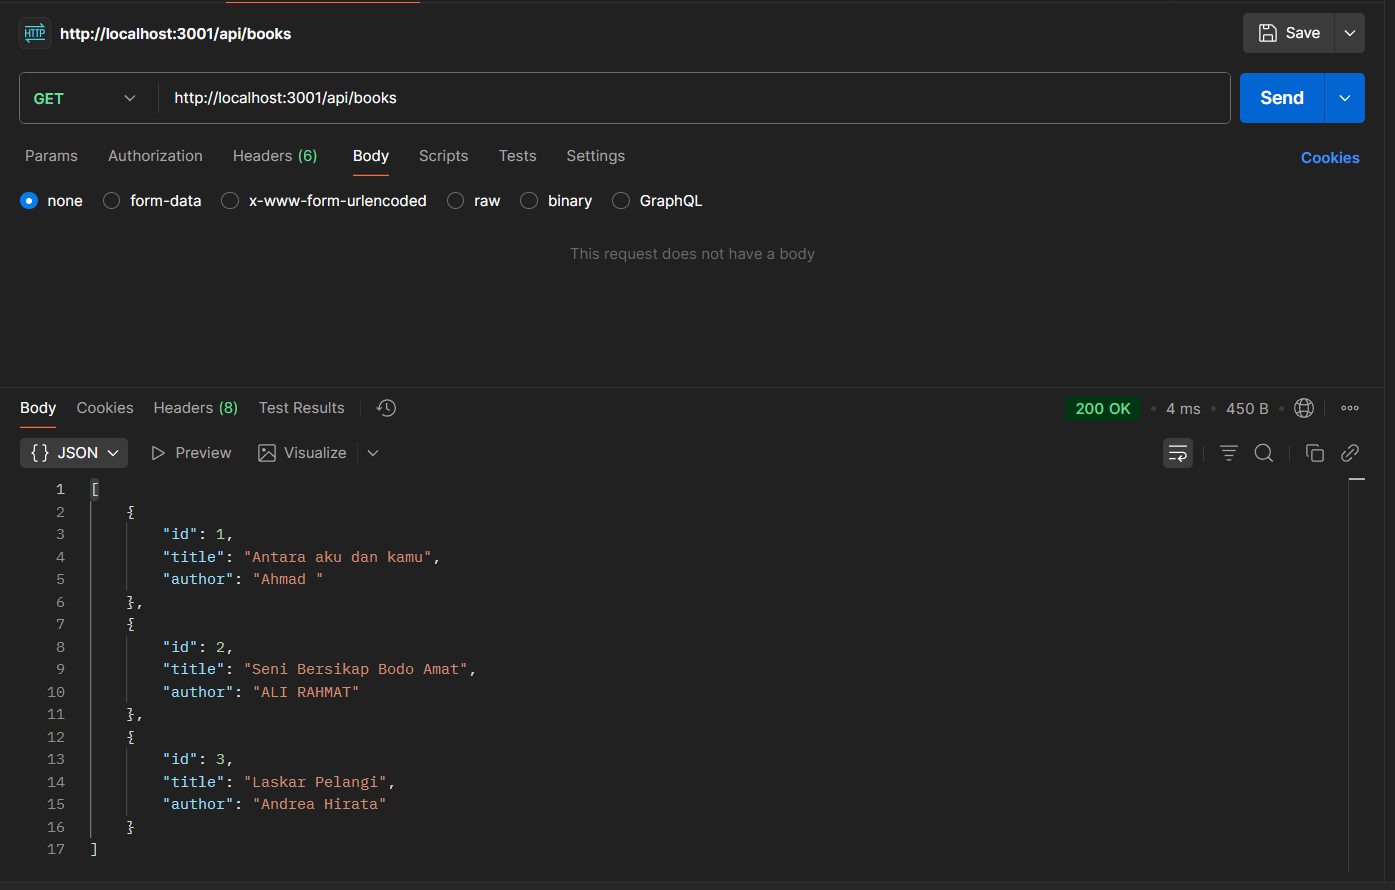 HTTP http://localhost:3001/api/books Save
GET http://localhost:3001/api/books Send
Params Authorization Headers (6) Body Scripts Tests Settings Cookies
none form-data x-www-form-urlencoded raw binary GraphQL
This request does not have a body
Body Cookies Headers (8) Test Results 200 OK • 4 ms • 450 B •
{} JSON Preview Visualize
1 [
2 {
3 "id": 1,
4 "title": "Antara aku dan kamu",
5 "author": "Ahmad "
6 },
7 {
8 "id": 2,
9 "title": "Seni Bersikap Bodo Amat",
10 "author": "ALI RAHMAT"
11 },
12 {
13 "id": 3,
14 "title": "Laskar Pelangi",
15 "author": "Andrea Hirata"
16 }
17 ]